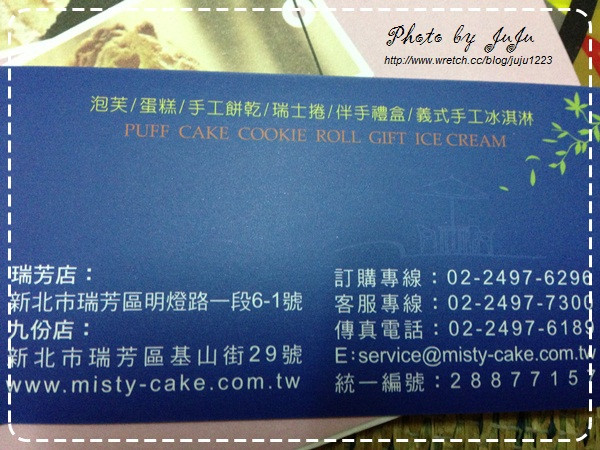 Photo by JuJu
http://www.wretch.cc/blog/juju1223
泡芙/蛋糕/手工餅乾/瑞士捲/伴手禮盒/義式手工冰淇淋
PUFF CAKE COOKIE ROLL GIFT ICE CREAM
瑞芳店：
新北市瑞芳區明燈路一段6-1號
九份店：
新北市瑞芳區基山街29號
www.misty-cake.com.tw
訂購專線：02-2497-6296
客服專線：02-2497-7300
傳真電話：02-2497-6189
E:service@misty-cake.com.tw
統一編號：28877157